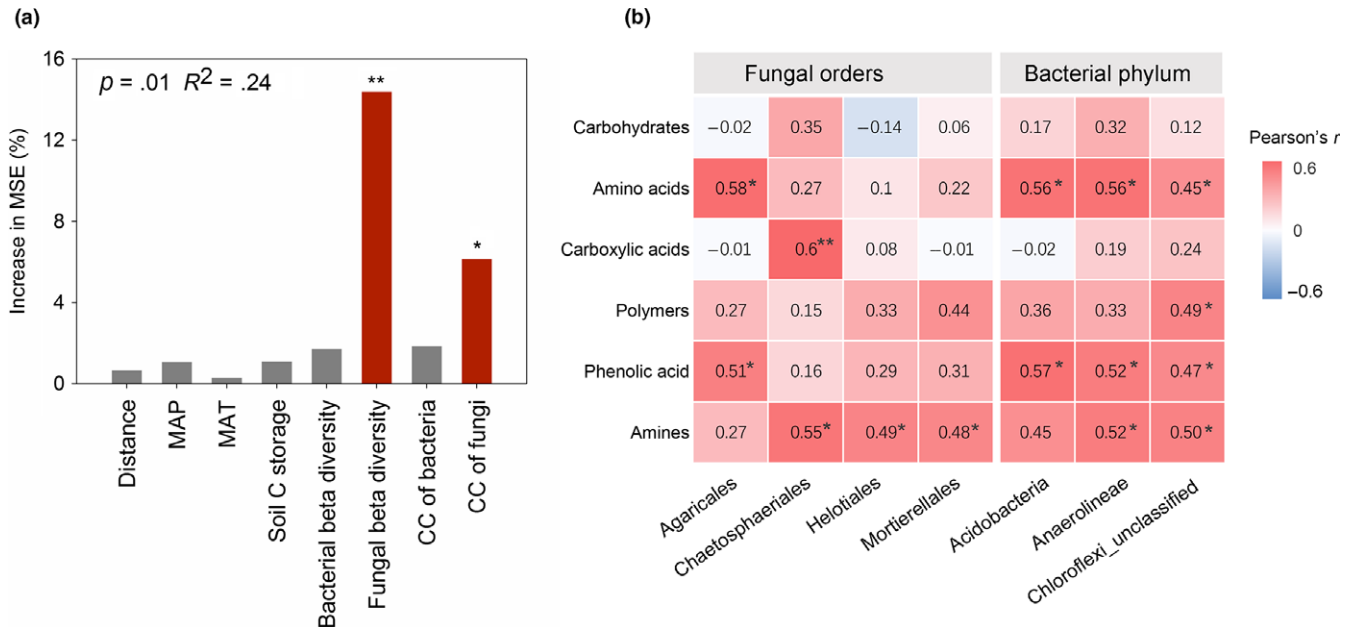 (a)
p = .01 R² = .24
Increase in MSE (%)
16
12
8
4
0
**
*
Distance
MAP
MAT
Soil C storage
Bacterial beta diversity
Fungal beta diversity
CC of bacteria
CC of fungi
(b)
Fungal orders Bacterial phylum
Carbohydrates −0.02 0.35 −0.14 0.06 0.17 0.32 0.12
Amino acids 0.58* 0.27 0.1 0.22 0.56* 0.56* 0.45*
Carboxylic acids −0.01 0.6** 0.08 −0.01 −0.02 0.19 0.24
Polymers 0.27 0.15 0.33 0.44 0.36 0.33 0.49*
Phenolic acid 0.51* 0.16 0.29 0.31 0.57* 0.52* 0.47*
Amines 0.27 0.55* 0.49* 0.48* 0.45 0.52* 0.50*
Agaricales
Chaetosphaeriales
Helotiales
Mortierellales
Acidobacteria
Anaerolineae
Chloroflexi_unclassified
Pearson's r
0.6
0
−0.6